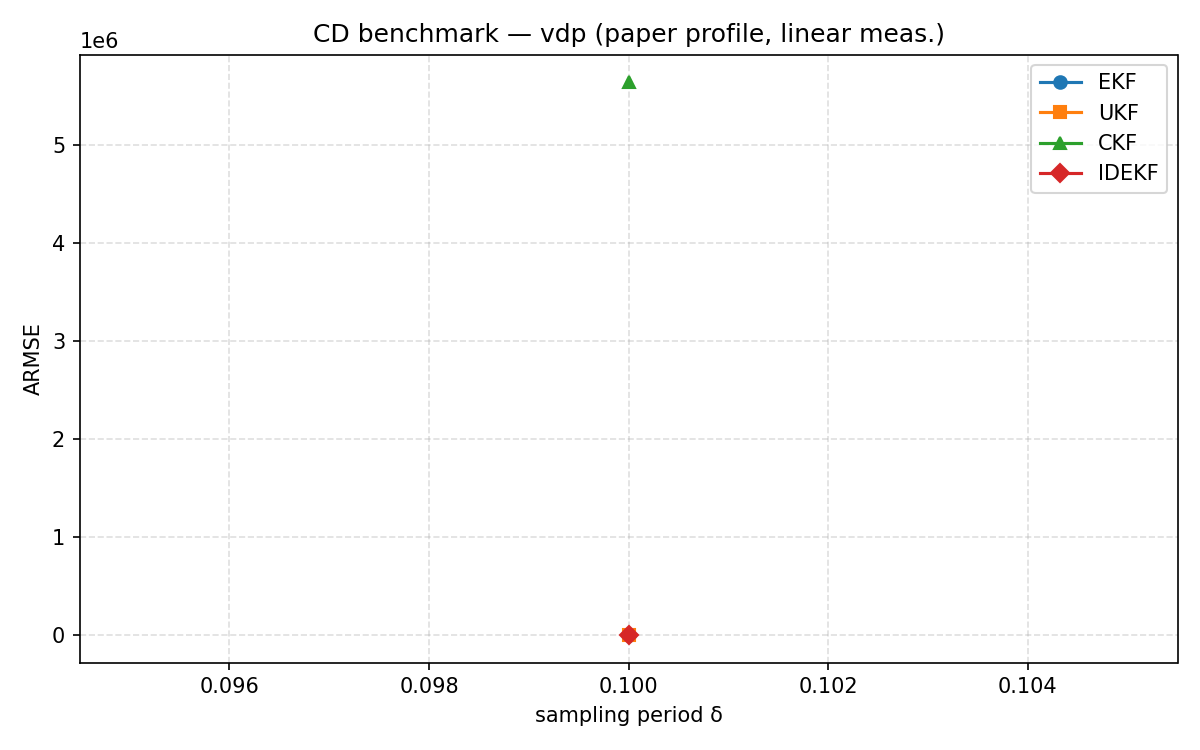 CD benchmark — vdp (paper profile, linear meas.)
1e6
EKF
UKF
CKF
IDEKF
5
4
3
2
1
0
ARMSE
0.096
0.098
0.100
0.102
0.104
sampling period δ